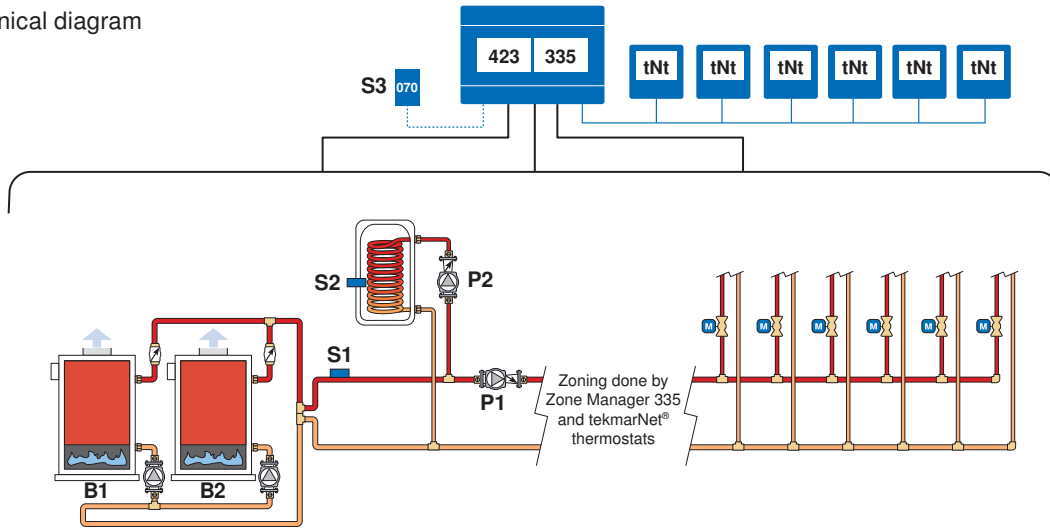 nical diagram
423 335
tNt tNt tNt tNt tNt tNt
S3 070
S2
P2
S1
P1
M M M M M M
Zoning done by
Zone Manager 335
and tekmarNet®
thermostats
B1 B2